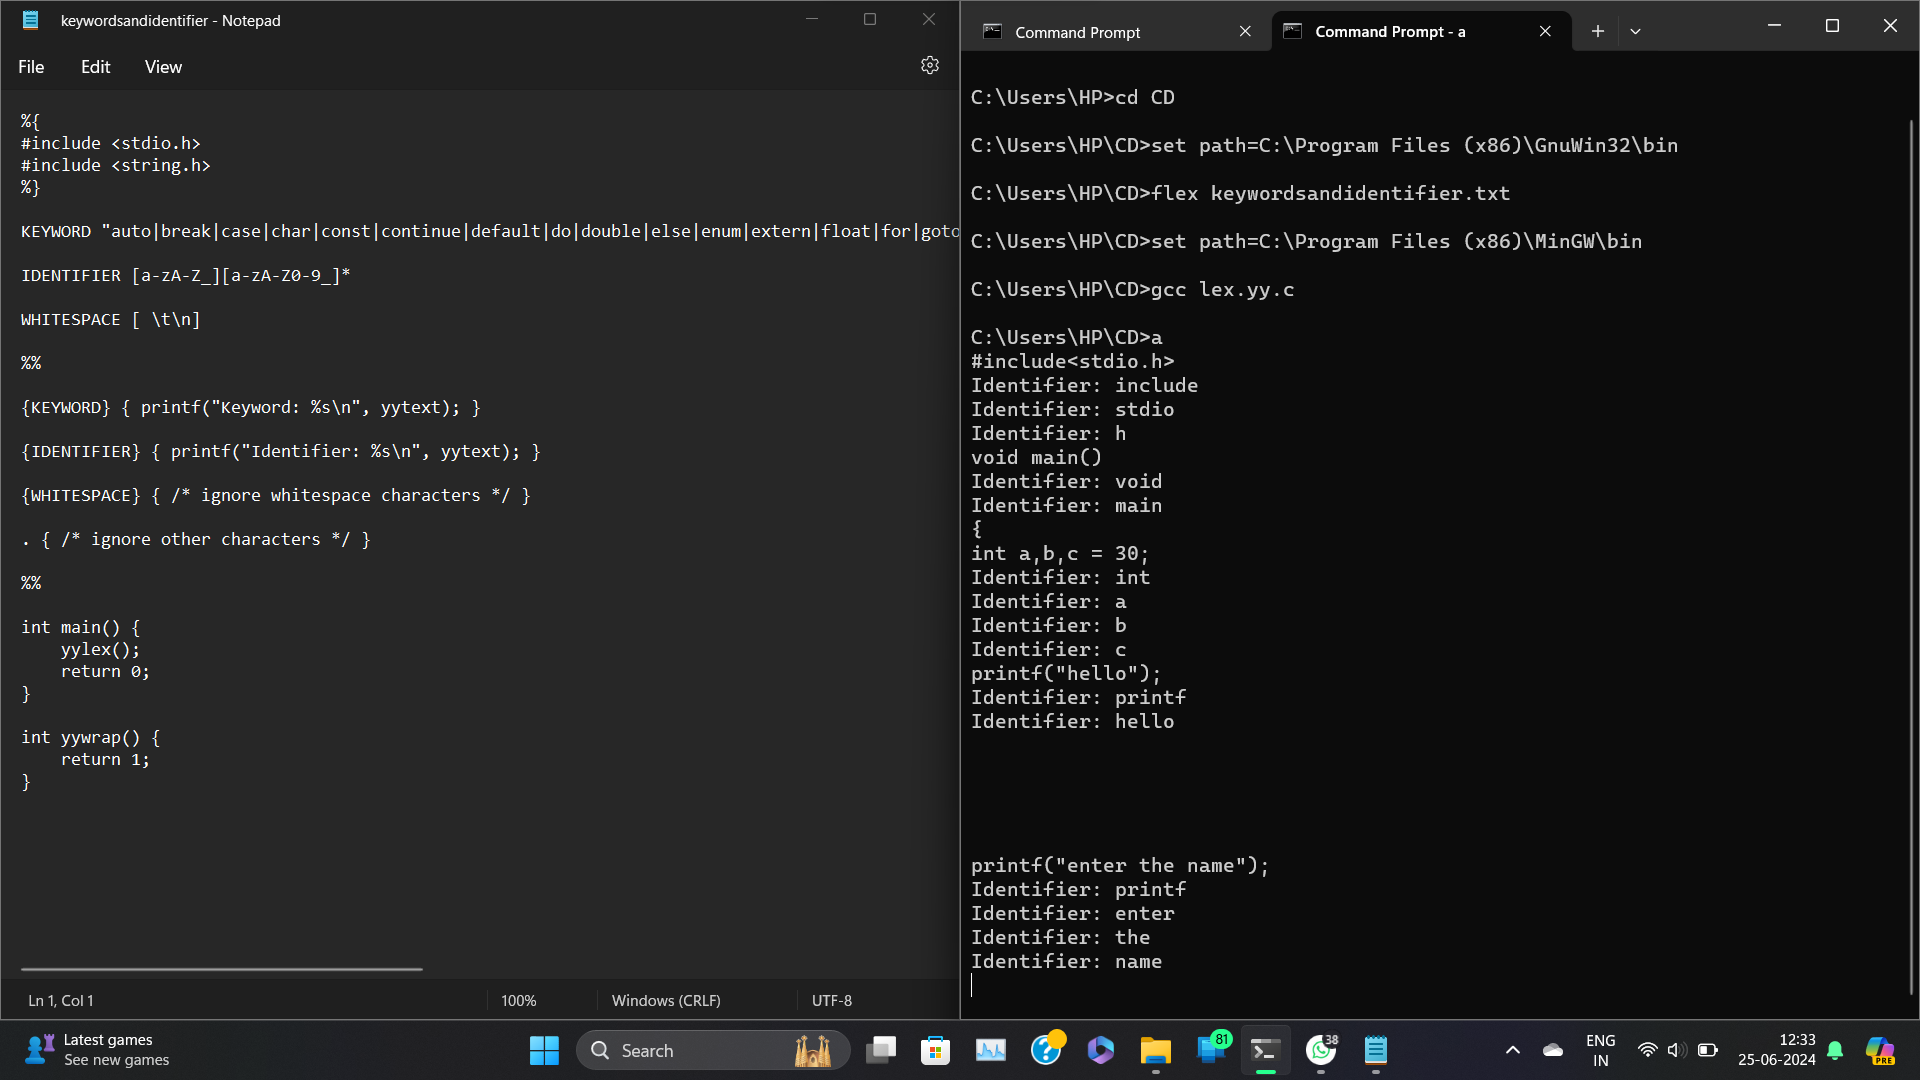 keywordsandidentifier - Notepad
File Edit View
%{
#include <stdio.h>
#include <string.h>
%}
KEYWORD "auto|break|case|char|const|continue|default|do|double|else|enum|extern|float|for|goto
IDENTIFIER [a-zA-Z_][a-zA-Z0-9_]*
WHITESPACE [ \t\n]
%%
{KEYWORD} { printf("Keyword: %s\n", yytext); }
{IDENTIFIER} { printf("Identifier: %s\n", yytext); }
{WHITESPACE} { /* ignore whitespace characters */ }
. { /* ignore other characters */ }
%%
int main() {
    yylex();
    return 0;
}
int yywrap() {
    return 1;
}
Ln 1, Col 1 100% Windows (CRLF) UTF-8
Command Prompt Command Prompt - a
C:\Users\HP>cd CD
C:\Users\HP\CD>set path=C:\Program Files (x86)\GnuWin32\bin
C:\Users\HP\CD>flex keywordsandidentifier.txt
C:\Users\HP\CD>set path=C:\Program Files (x86)\MinGW\bin
C:\Users\HP\CD>gcc lex.yy.c
C:\Users\HP\CD>a
#include<stdio.h>
Identifier: include
Identifier: stdio
Identifier: h
void main()
Identifier: void
Identifier: main
{
int a,b,c = 30;
Identifier: int
Identifier: a
Identifier: b
Identifier: c
printf("hello");
Identifier: printf
Identifier: hello
printf("enter the name");
Identifier: printf
Identifier: enter
Identifier: the
Identifier: name
Latest games
See new games
Search
81
38
ENG
IN
12:33
25-06-2024
PRE